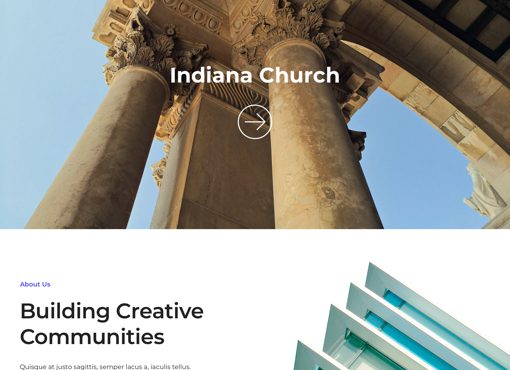 Indiana Church
About Us
Building Creative
Communities
Quisque at justo sagittis, semper lacus a, iaculis tellus.